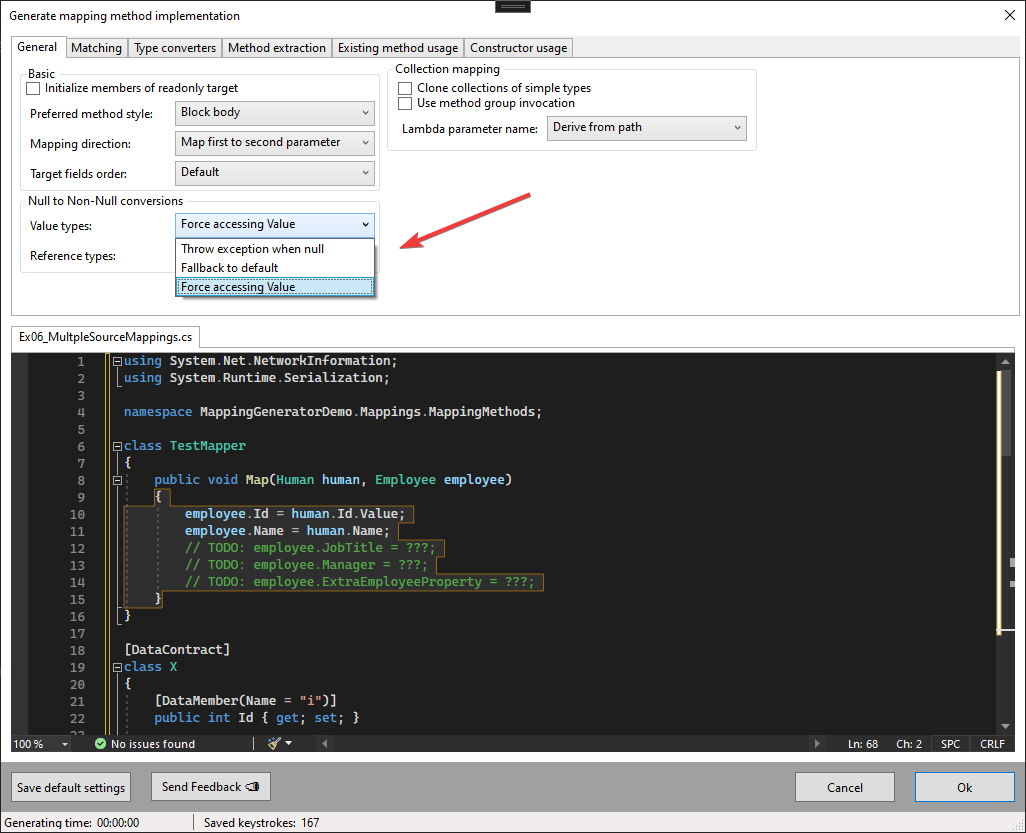 Generate mapping method implementation
General
Matching
Type converters
Method extraction
Existing method usage
Constructor usage
Basic
Initialize members of readonly target
Preferred method style:
Block body
Mapping direction:
Map first to second parameter
Target fields order:
Default
Collection mapping
Clone collections of simple types
Use method group invocation
Lambda parameter name:
Derive from path
Null to Non-Null conversions
Value types:
Force accessing Value
Throw exception when null
Fallback to default
Force accessing Value
Reference types:
Ex06_MultpleSourceMappings.cs
1 using System.Net.NetworkInformation;
2 using System.Runtime.Serialization;
3
4 namespace MappingGeneratorDemo.Mappings.MappingMethods;
5
6 class TestMapper
7 {
8 public void Map(Human human, Employee employee)
9 {
10 employee.Id = human.Id.Value;
11 employee.Name = human.Name;
12 // TODO: employee.JobTitle = ???;
13 // TODO: employee.Manager = ???;
14 // TODO: employee.ExtraEmployeeProperty = ???;
15 }
16 }
17
18 [DataContract]
19 class X
20 {
21 [DataMember(Name = "i")]
22 public int Id { get; set; }
100 %
No issues found
Ln: 68
Ch: 2
SPC
CRLF
Save default settings
Send Feedback
Cancel
Ok
Generating time: 00:00:00
Saved keystrokes: 167